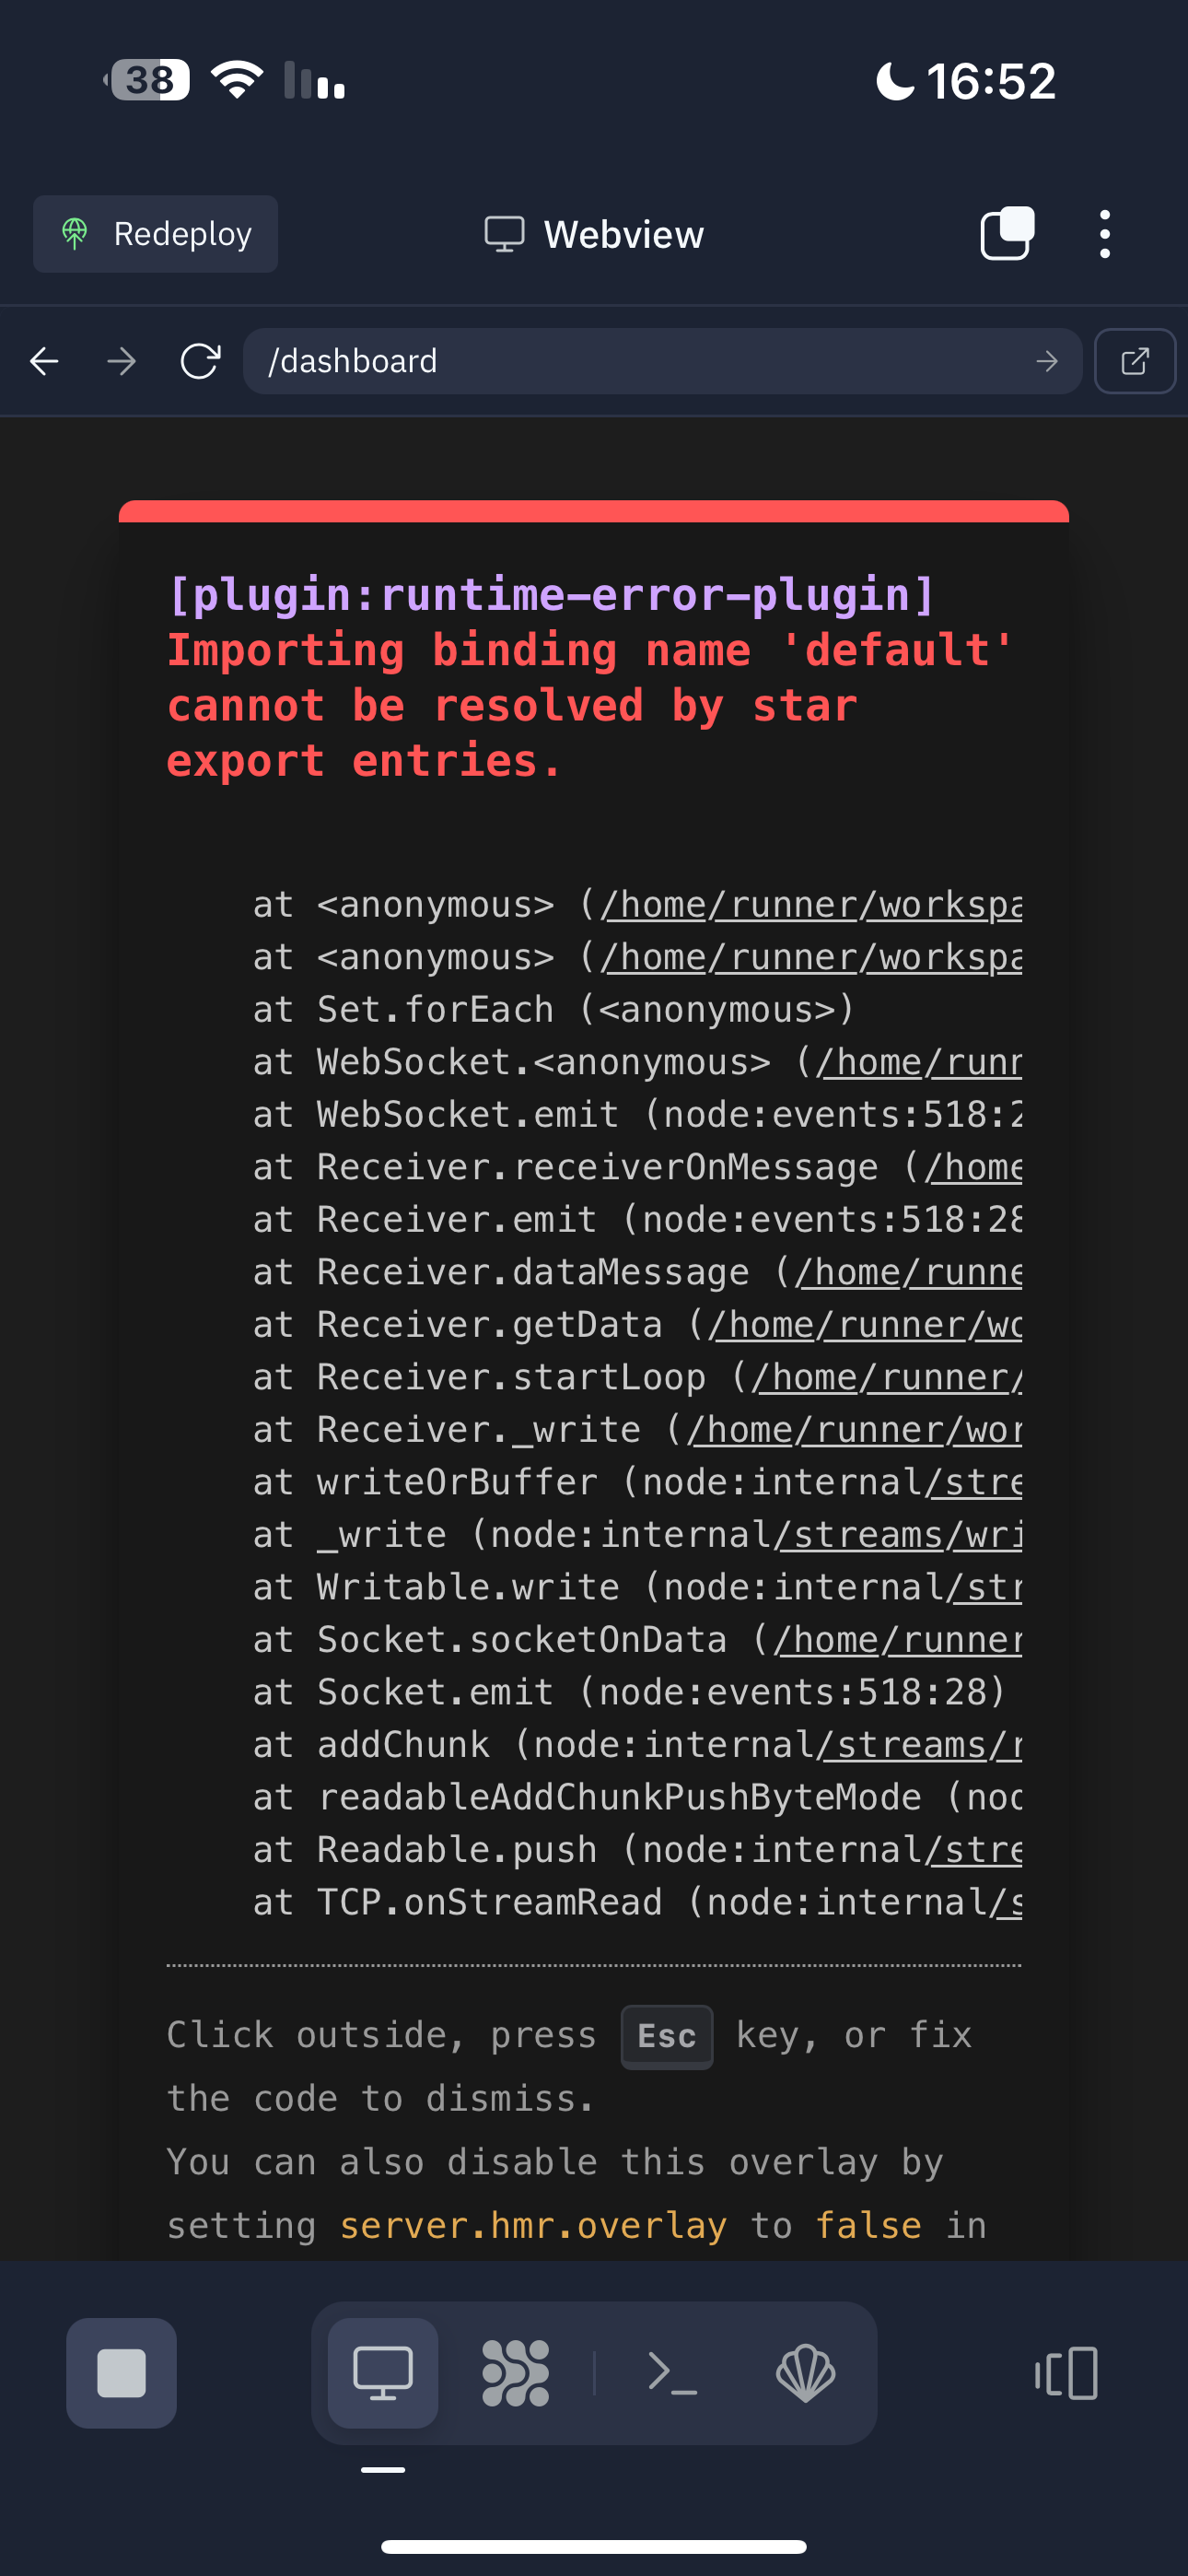 38
16:52
Redeploy
Webview
/dashboard
[plugin:runtime-error-plugin]
Importing binding name 'default'
cannot be resolved by star
export entries.
at <anonymous> (/home/runner/workspa
at <anonymous> (/home/runner/workspa
at Set.forEach (<anonymous>)
at WebSocket.<anonymous> (/home/runn
at WebSocket.emit (node:events:518:2
at Receiver.receiverOnMessage (/home
at Receiver.emit (node:events:518:28
at Receiver.dataMessage (/home/runne
at Receiver.getData (/home/runner/wo
at Receiver.startLoop (/home/runner/
at Receiver._write (/home/runner/wor
at writeOrBuffer (node:internal/stre
at _write (node:internal/streams/wri
at Writable.write (node:internal/str
at Socket.socketOnData (/home/runner
at Socket.emit (node:events:518:28)
at addChunk (node:internal/streams/r
at readableAddChunkPushByteMode (nod
at Readable.push (node:internal/stre
at TCP.onStreamRead (node:internal/s
Click outside, press Esc key, or fix
the code to dismiss.
You can also disable this overlay by
setting server.hmr.overlay to false in